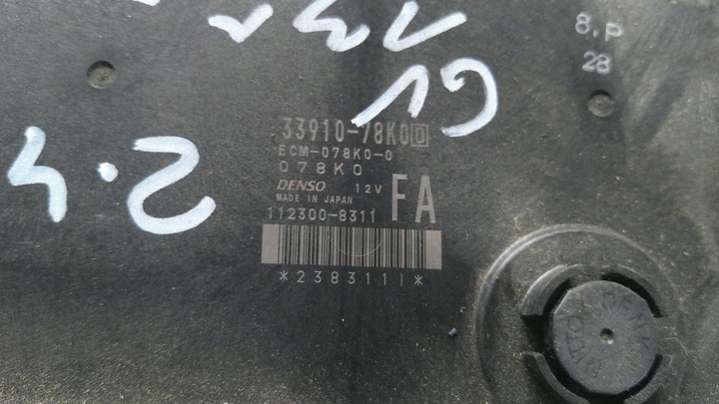 8.P
28
33910-78K00
ECM-078K0-0
078K0
DENSO 12V
MADE IN JAPAN
FA
112300-8311
*2383111*
2.4
GV